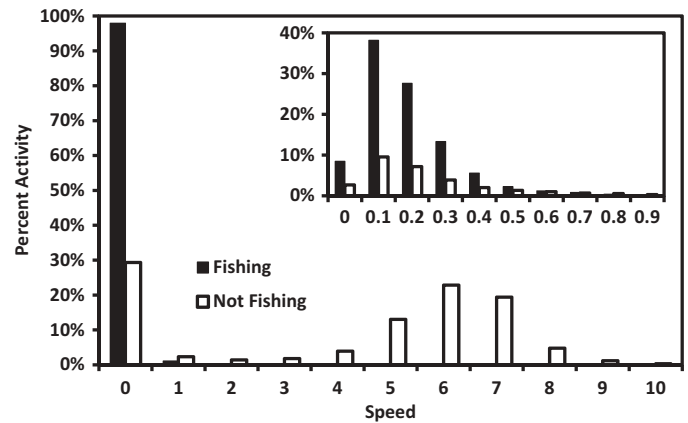 100%
90%
80%
70%
60%
50%
40%
30%
20%
10%
0%
Percent Activity
40%
30%
20%
10%
0%
0 0.1 0.2 0.3 0.4 0.5 0.6 0.7 0.8 0.9
Fishing
Not Fishing
0 1 2 3 4 5 6 7 8 9 10
Speed